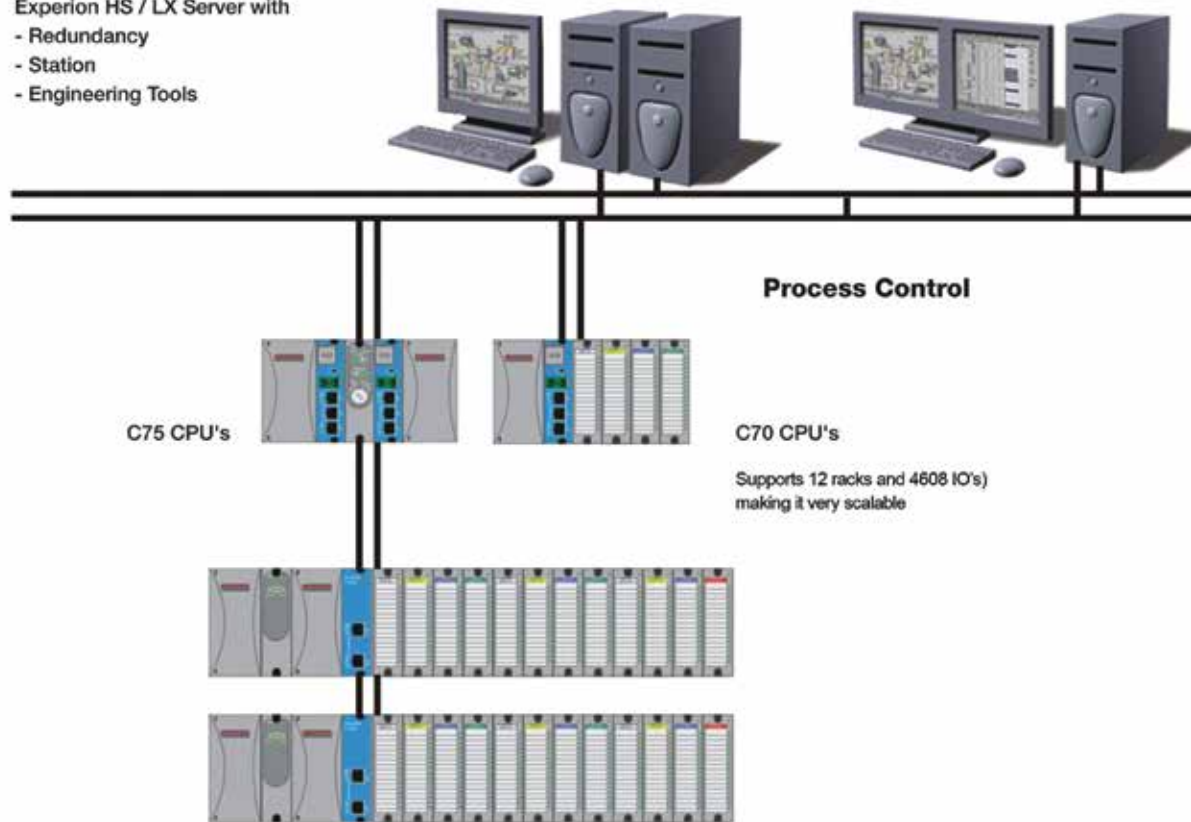 Experion HS / LX Server with
- Redundancy
- Station
- Engineering Tools
Process Control
C75 CPU's
C70 CPU's
Supports 12 racks and 4608 IO's)
making it very scalable